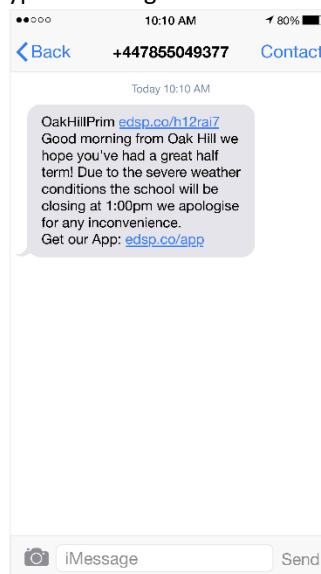 10:10 AM
80%
Back
+447855049377
Contact
Today 10:10 AM
OakHillPrim edsp.co/h12rai7
Good morning from Oak Hill we
hope you've had a great half
term! Due to the severe weather
conditions the school will be
closing at 1:00pm we apologise
for any inconvenience.
Get our App: edsp.co/app
iMessage
Send